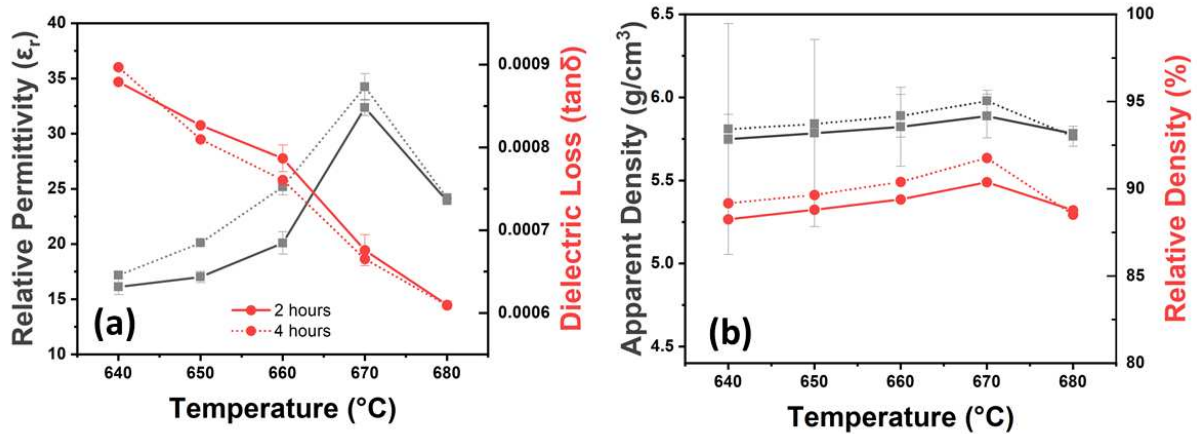 Relative Permittivity (εᵣ)
40
35
30
25
20
15
10
0.0009
0.0008
0.0007
0.0006
Dielectric Loss (tanδ)
(a)
2 hours
4 hours
640 650 660 670 680
Temperature (°C)
Apparent Density (g/cm³)
6.5
6.0
5.5
5.0
4.5
100
95
90
85
80
Relative Density (%)
(b)
640 650 660 670 680
Temperature (°C)